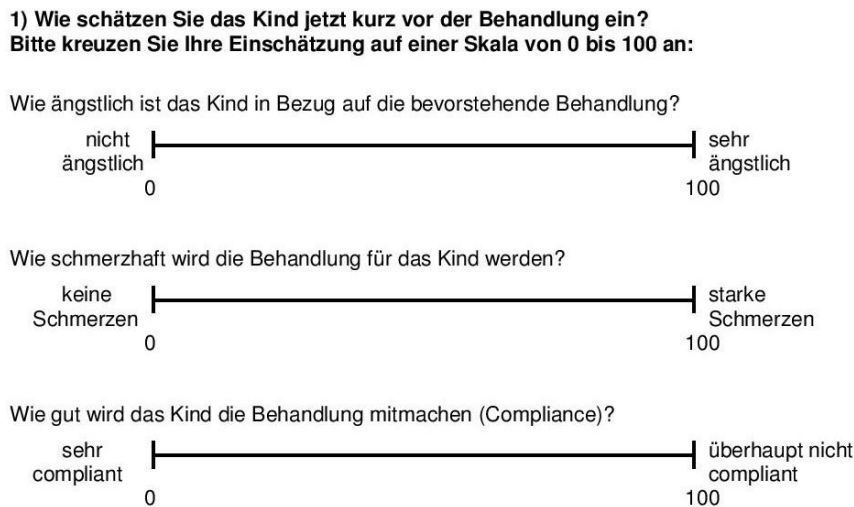 1) Wie schätzen Sie das Kind jetzt kurz vor der Behandlung ein?
Bitte kreuzen Sie Ihre Einschätzung auf einer Skala von 0 bis 100 an:
Wie ängstlich ist das Kind in Bezug auf die bevorstehende Behandlung?
nicht
ängstlich
sehr
ängstlich
0
100
Wie schmerzhaft wird die Behandlung für das Kind werden?
keine
Schmerzen
starke
Schmerzen
0
100
Wie gut wird das Kind die Behandlung mitmachen (Compliance)?
sehr
compliant
überhaupt nicht
compliant
0
100